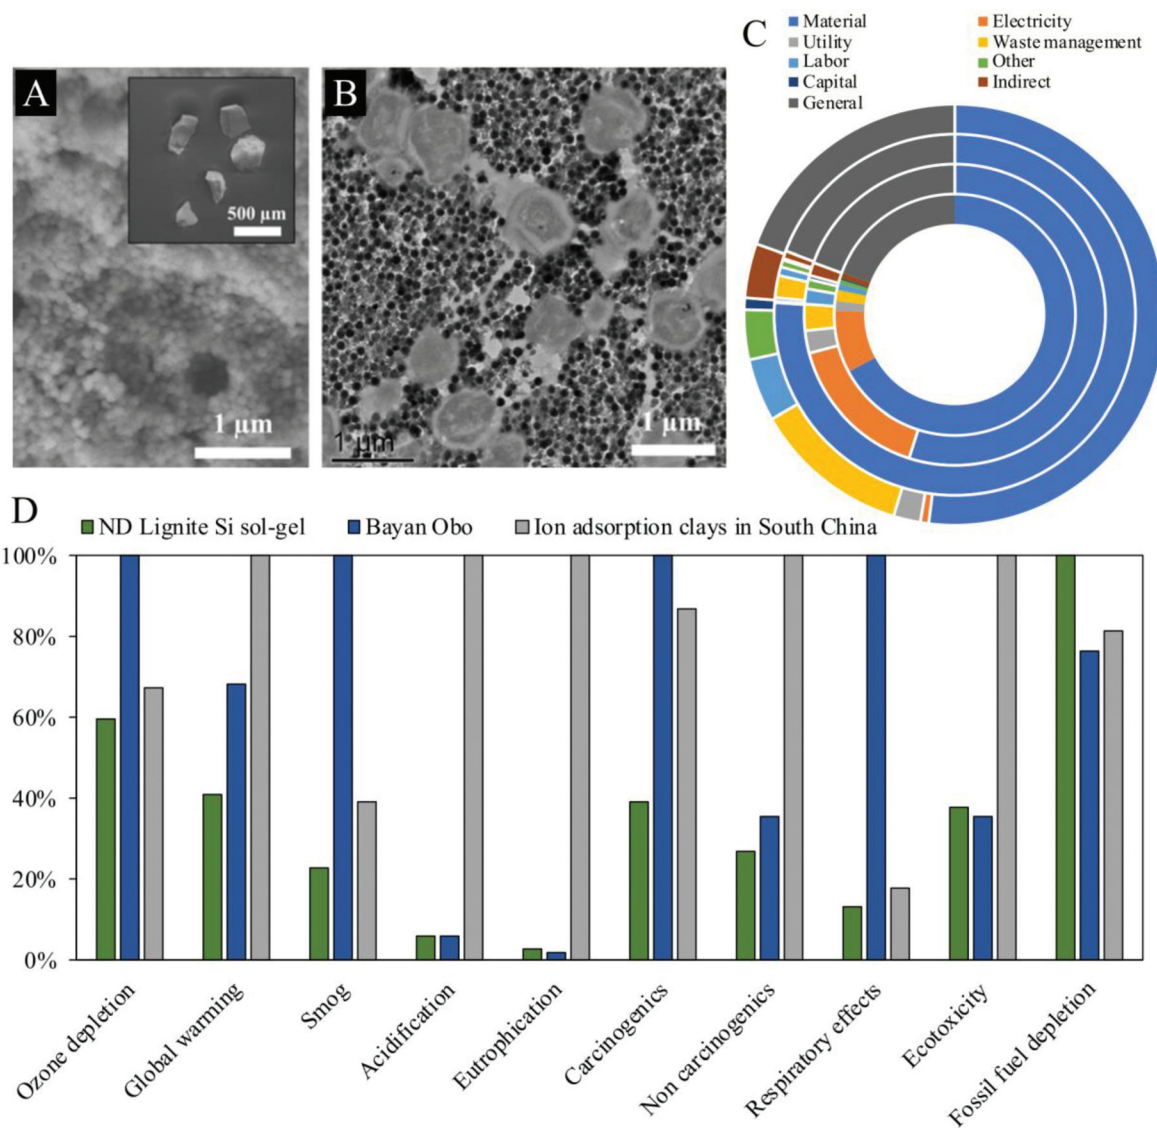 C
Material
Electricity
Utility
Waste management
Labor
Other
Capital
Indirect
General
A
500 µm
1 µm
B
1 µm
1 µm
D
ND Lignite Si sol-gel
Bayan Obo
Ion adsorption clays in South China
100%
80%
60%
40%
20%
0%
Ozone depletion
Global warming
Smog
Acidification
Eutrophication
Carcinogenics
Non carcinogenics
Respiratory effects
Ecotoxicity
Fossil fuel depletion